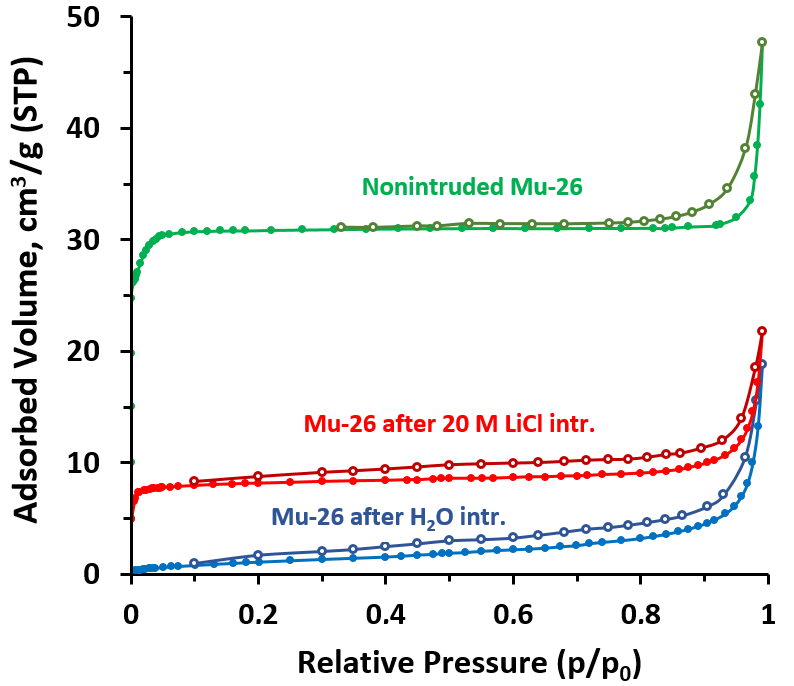 50
40
30
20
10
0
Adsorbed Volume, cm³/g (STP)
Nonintruded Mu-26
Mu-26 after 20 M LiCl intr.
Mu-26 after H₂O intr.
0 0.2 0.4 0.6 0.8 1
Relative Pressure (p/p₀)